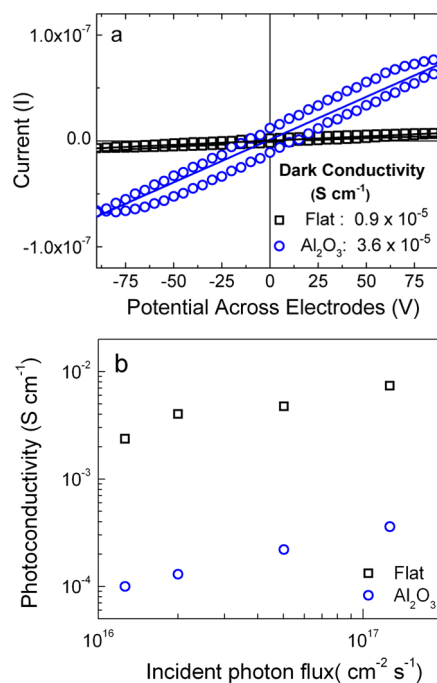 a
1.0x10⁻⁷
0.0
-1.0x10⁻⁷
Current (I)
Dark Conductivity
(S cm⁻¹)
Flat : 0.9 x 10⁻⁵
Al₂O₃: 3.6 x 10⁻⁵
-75 -50 -25 0 25 50 75
Potential Across Electrodes (V)
b
10⁻²
10⁻³
10⁻⁴
Photoconductivity (S cm⁻¹)
Flat
Al₂O₃
10¹⁶ 10¹⁷
Incident photon flux( cm⁻² s⁻¹)